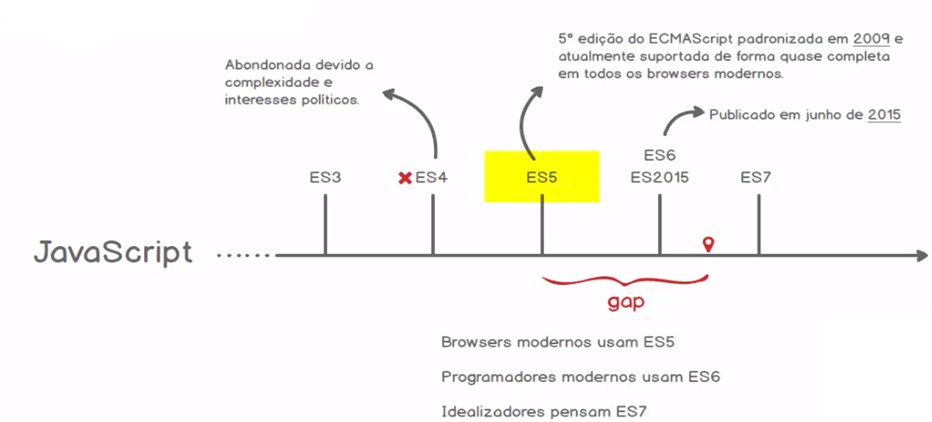 5° edição do ECMAScript padronizada em 2009 e
atualmente suportada de forma quase completa
em todos os browsers modernos.
Abondonada devido a
complexidade e
interesses políticos.
Publicado em junho de 2015
ES3
ES4
ES5
ES6
ES2015
ES7
JavaScript
gap
Browsers modernos usam ES5
Programadores modernos usam ES6
Idealizadores pensam ES7